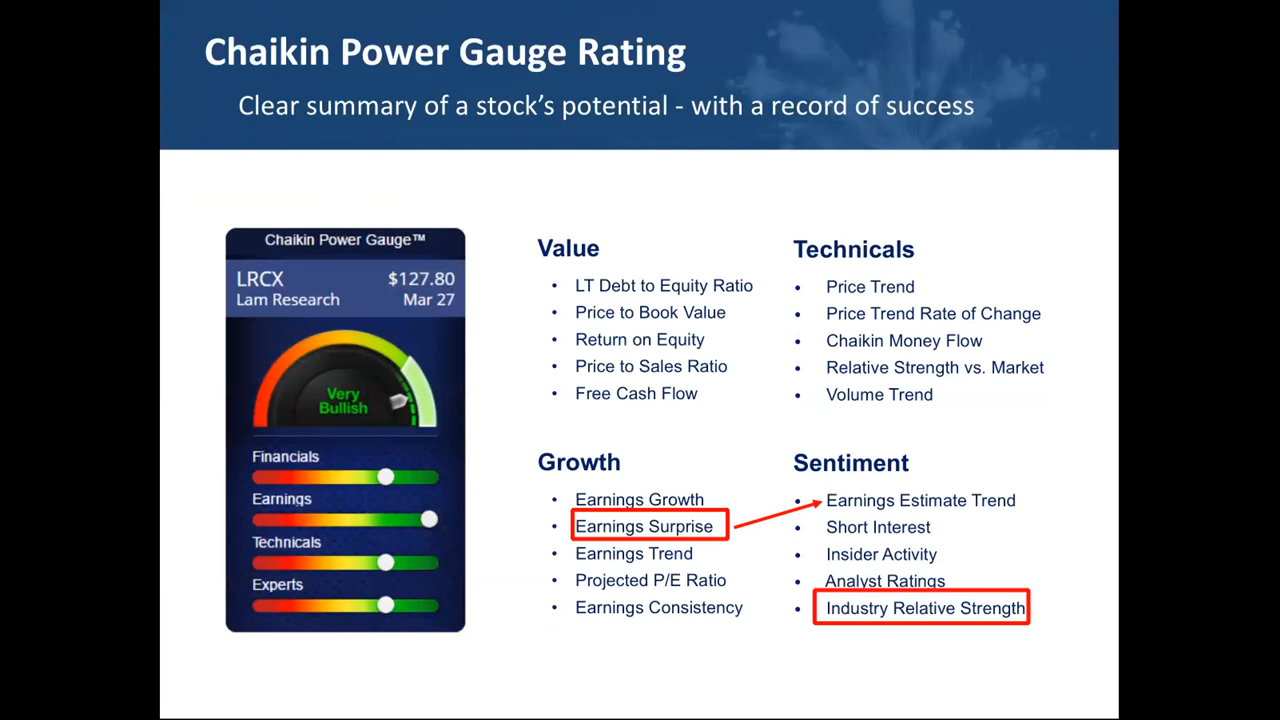 Chaikin Power Gauge Rating
Clear summary of a stock's potential - with a record of success
Chaikin Power Gauge™
LRCX $127.80
Lam Research Mar 27
Very
Bullish
Financials
Earnings
Technicals
Experts
Value
• LT Debt to Equity Ratio
• Price to Book Value
• Return on Equity
• Price to Sales Ratio
• Free Cash Flow
Technicals
• Price Trend
• Price Trend Rate of Change
• Chaikin Money Flow
• Relative Strength vs. Market
• Volume Trend
Growth
• Earnings Growth
• Earnings Surprise
• Earnings Trend
• Projected P/E Ratio
• Earnings Consistency
Sentiment
• Earnings Estimate Trend
• Short Interest
• Insider Activity
• Analyst Ratings
• Industry Relative Strength